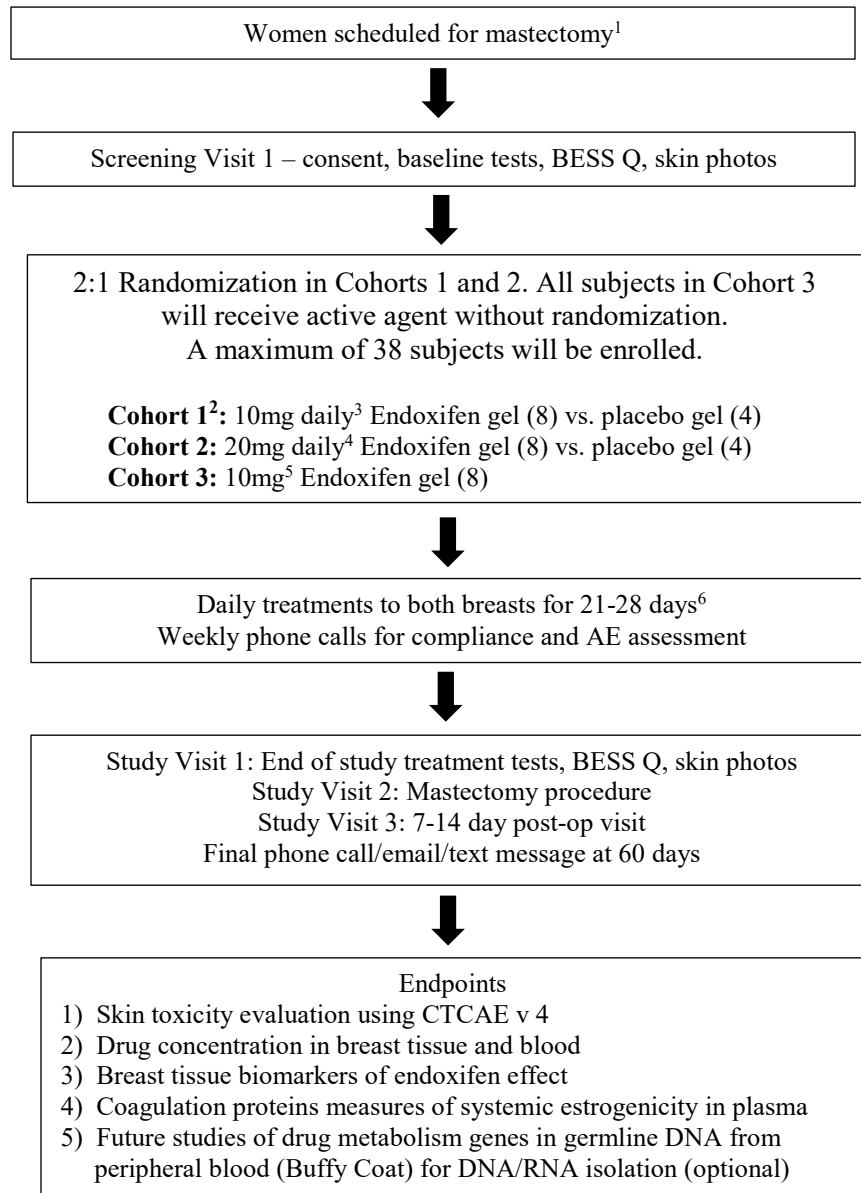 Women scheduled for mastectomy¹
Screening Visit 1 – consent, baseline tests, BESS Q, skin photos
2:1 Randomization in Cohorts 1 and 2. All subjects in Cohort 3
will receive active agent without randomization.
A maximum of 38 subjects will be enrolled.
Cohort 1²: 10mg daily³ Endoxifen gel (8) vs. placebo gel (4)
Cohort 2: 20mg daily⁴ Endoxifen gel (8) vs. placebo gel (4)
Cohort 3: 10mg⁵ Endoxifen gel (8)
Daily treatments to both breasts for 21-28 days⁶
Weekly phone calls for compliance and AE assessment
Study Visit 1: End of study treatment tests, BESS Q, skin photos
Study Visit 2: Mastectomy procedure
Study Visit 3: 7-14 day post-op visit
Final phone call/email/text message at 60 days
Endpoints
1) Skin toxicity evaluation using CTCAE v 4
2) Drug concentration in breast tissue and blood
3) Breast tissue biomarkers of endoxifen effect
4) Coagulation proteins measures of systemic estrogenicity in plasma
5) Future studies of drug metabolism genes in germline DNA from
peripheral blood (Buffy Coat) for DNA/RNA isolation (optional)